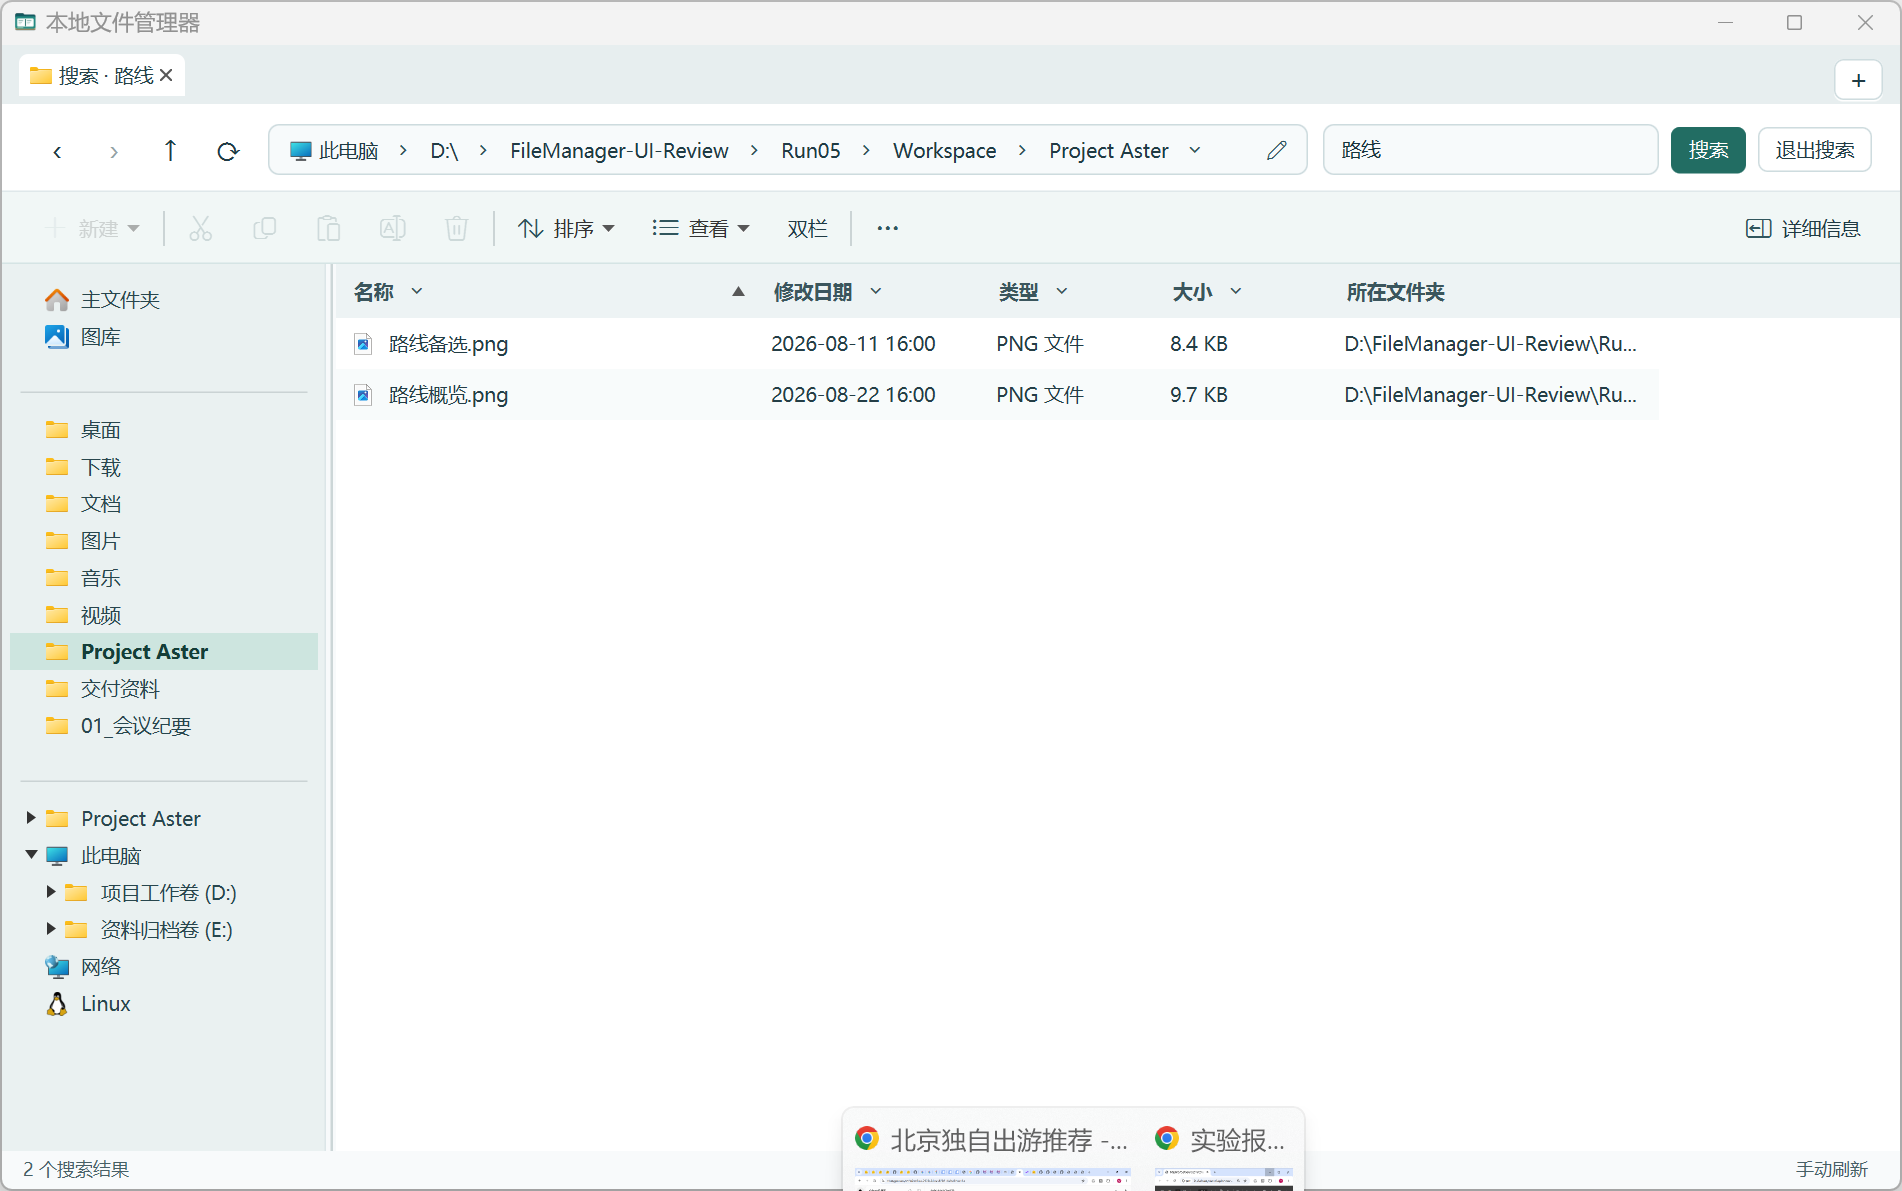 本地文件管理器
搜索 · 路线
此电脑 › D:\ › FileManager-UI-Review › Run05 › Workspace › Project Aster
路线
搜索
退出搜索
新建
排序
查看
双栏
详细信息
主文件夹
图库
桌面
下载
文档
图片
音乐
视频
Project Aster
交付资料
01_会议纪要
Project Aster
此电脑
项目工作卷 (D:)
资料归档卷 (E:)
网络
Linux
名称 修改日期 类型 大小 所在文件夹
路线备选.png 2026-08-11 16:00 PNG 文件 8.4 KB D:\FileManager-UI-Review\Ru...
路线概览.png 2026-08-22 16:00 PNG 文件 9.7 KB D:\FileManager-UI-Review\Ru...
北京独自出游推荐 -...
实验报...
2 个搜索结果
手动刷新